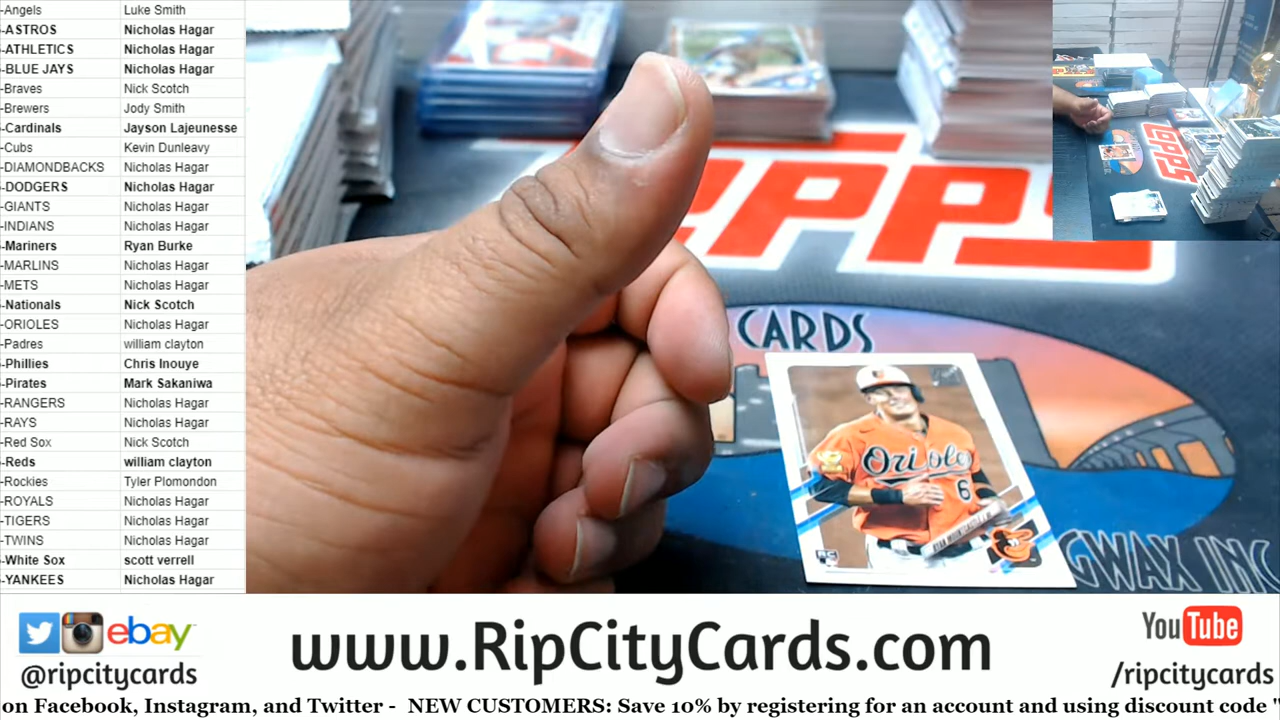 -Angels Luke Smith
-ASTROS Nicholas Hagar
-ATHLETICS Nicholas Hagar
-BLUE JAYS Nicholas Hagar
-Braves Nick Scotch
-Brewers Jody Smith
-Cardinals Jayson Lajeunesse
-Cubs Kevin Dunleavy
-DIAMONDBACKS Nicholas Hagar
-DODGERS Nicholas Hagar
-GIANTS Nicholas Hagar
-INDIANS Nicholas Hagar
-Mariners Ryan Burke
-MARLINS Nicholas Hagar
-METS Nicholas Hagar
-Nationals Nick Scotch
-ORIOLES Nicholas Hagar
-Padres william clayton
-Phillies Chris Inouye
-Pirates Mark Sakaniwa
-RANGERS Nicholas Hagar
-RAYS Nicholas Hagar
-Red Sox Nick Scotch
-Reds william clayton
-Rockies Tyler Plomondon
-ROYALS Nicholas Hagar
-TIGERS Nicholas Hagar
-TWINS Nicholas Hagar
-White Sox scott verrell
-YANKEES Nicholas Hagar
TOPPS
CARDS
Oriole
6
RC
GWAX INC
ebay
@ripcitycards
www.RipCityCards.com
YouTube
/ripcitycards
on Facebook, Instagram, and Twitter - NEW CUSTOMERS: Save 10% by registering for an account and using discount code "